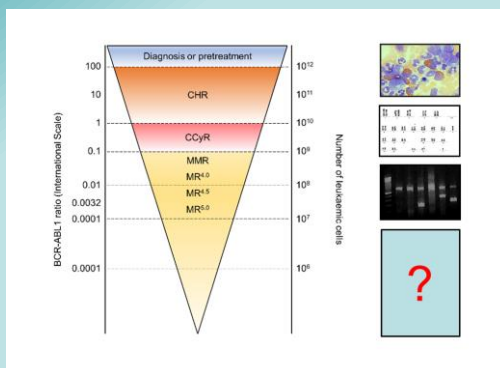 Diagnosis or pretreatment
100
10
1
0.1
0.01
0.0032
0.0001
0.0001
BCR-ABL1 ratio (International Scale)
CHR
CCyR
MMR
MR4.0
MR4.5
MR5.0
10¹²
10¹¹
10¹⁰
10⁹
10⁸
10⁷
10⁶
Number of leukaemic cells
?